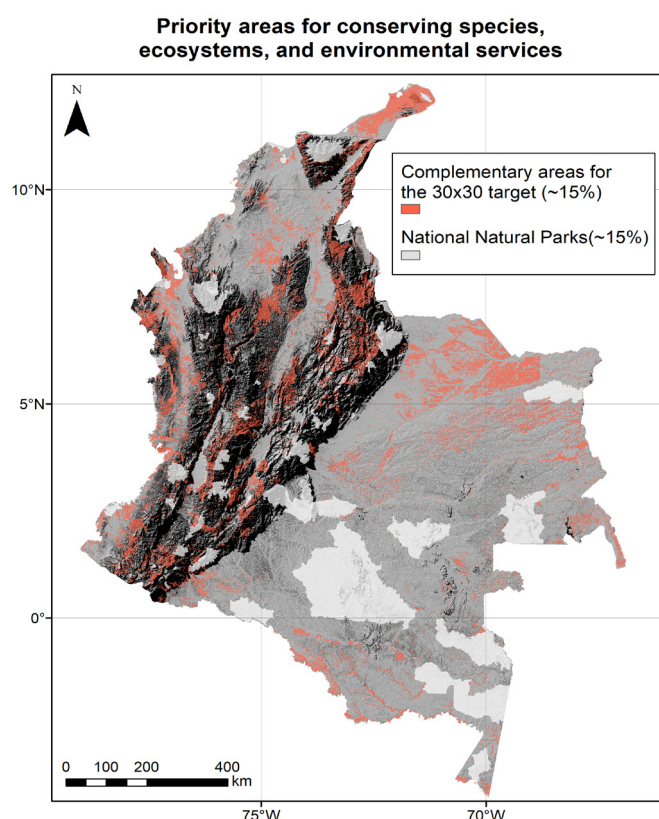 Priority areas for conserving species,
ecosystems, and environmental services
N
Complementary areas for
the 30x30 target (~15%)
National Natural Parks(~15%)
10°N
5°N
0°
0 100 200 400
km
75°W 70°W